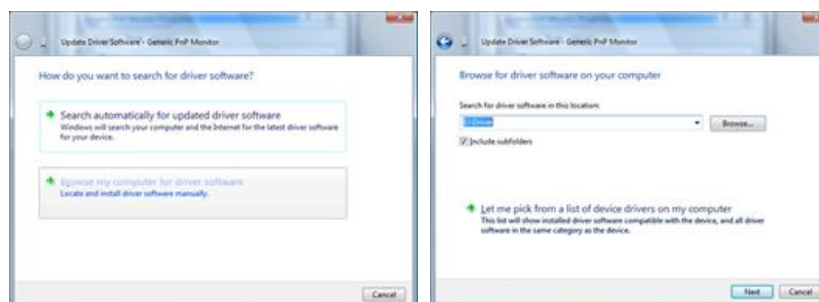 Update Driver Software - Generic PnP Monitor
How do you want to search for driver software?
Search automatically for updated driver software
Windows will search your computer and the Internet for the latest driver software
for your device.
Browse my computer for driver software
Locate and install driver software manually.
Cancel
Update Driver Software - Generic PnP Monitor
Browse for driver software on your computer
Search for driver software in this location:
Browse...
Include subfolders
Let me pick from a list of device drivers on my computer
This list will show installed driver software compatible with the device, and all driver
software in the same category as the device.
Next
Cancel